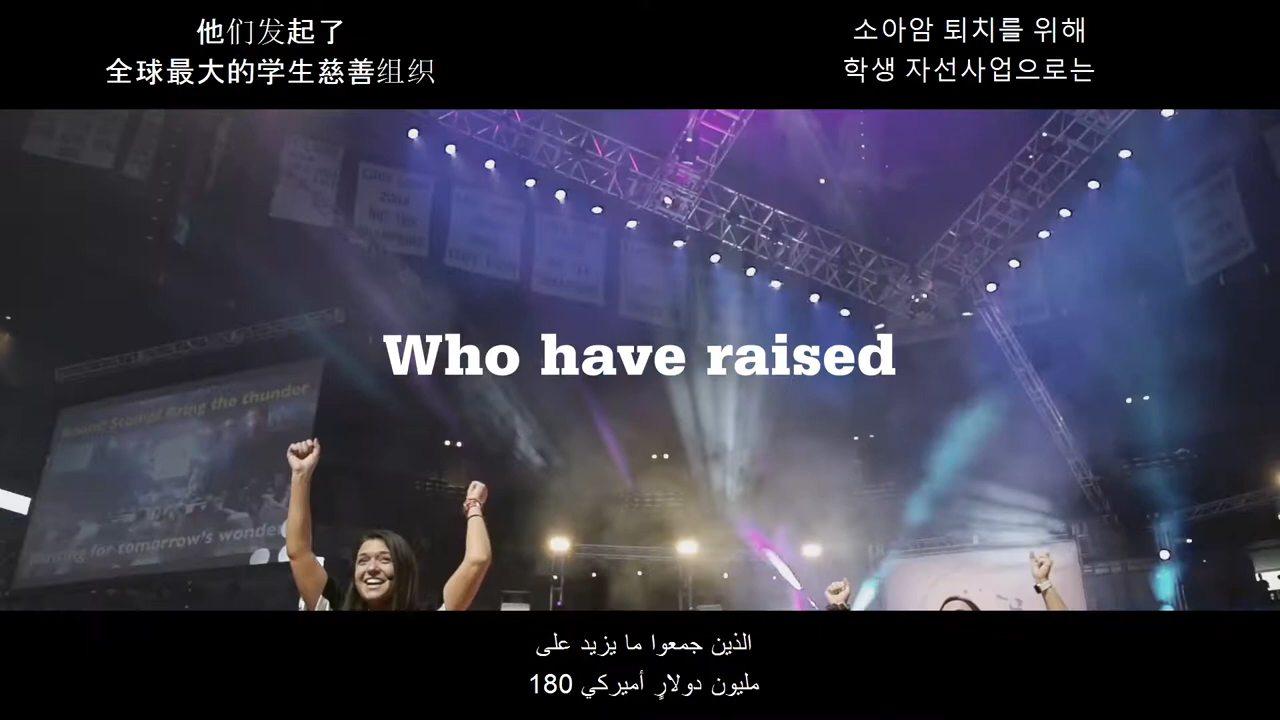 他们发起了
全球最大的学生慈善组织
소아암 퇴치를 위해
학생 자선사업으로는
Who have raised
Stomp! Bring the thunder
for tomorrow's wonder
الذين جمعوا ما يزيد على
180 مليون دولارٍ أميركي